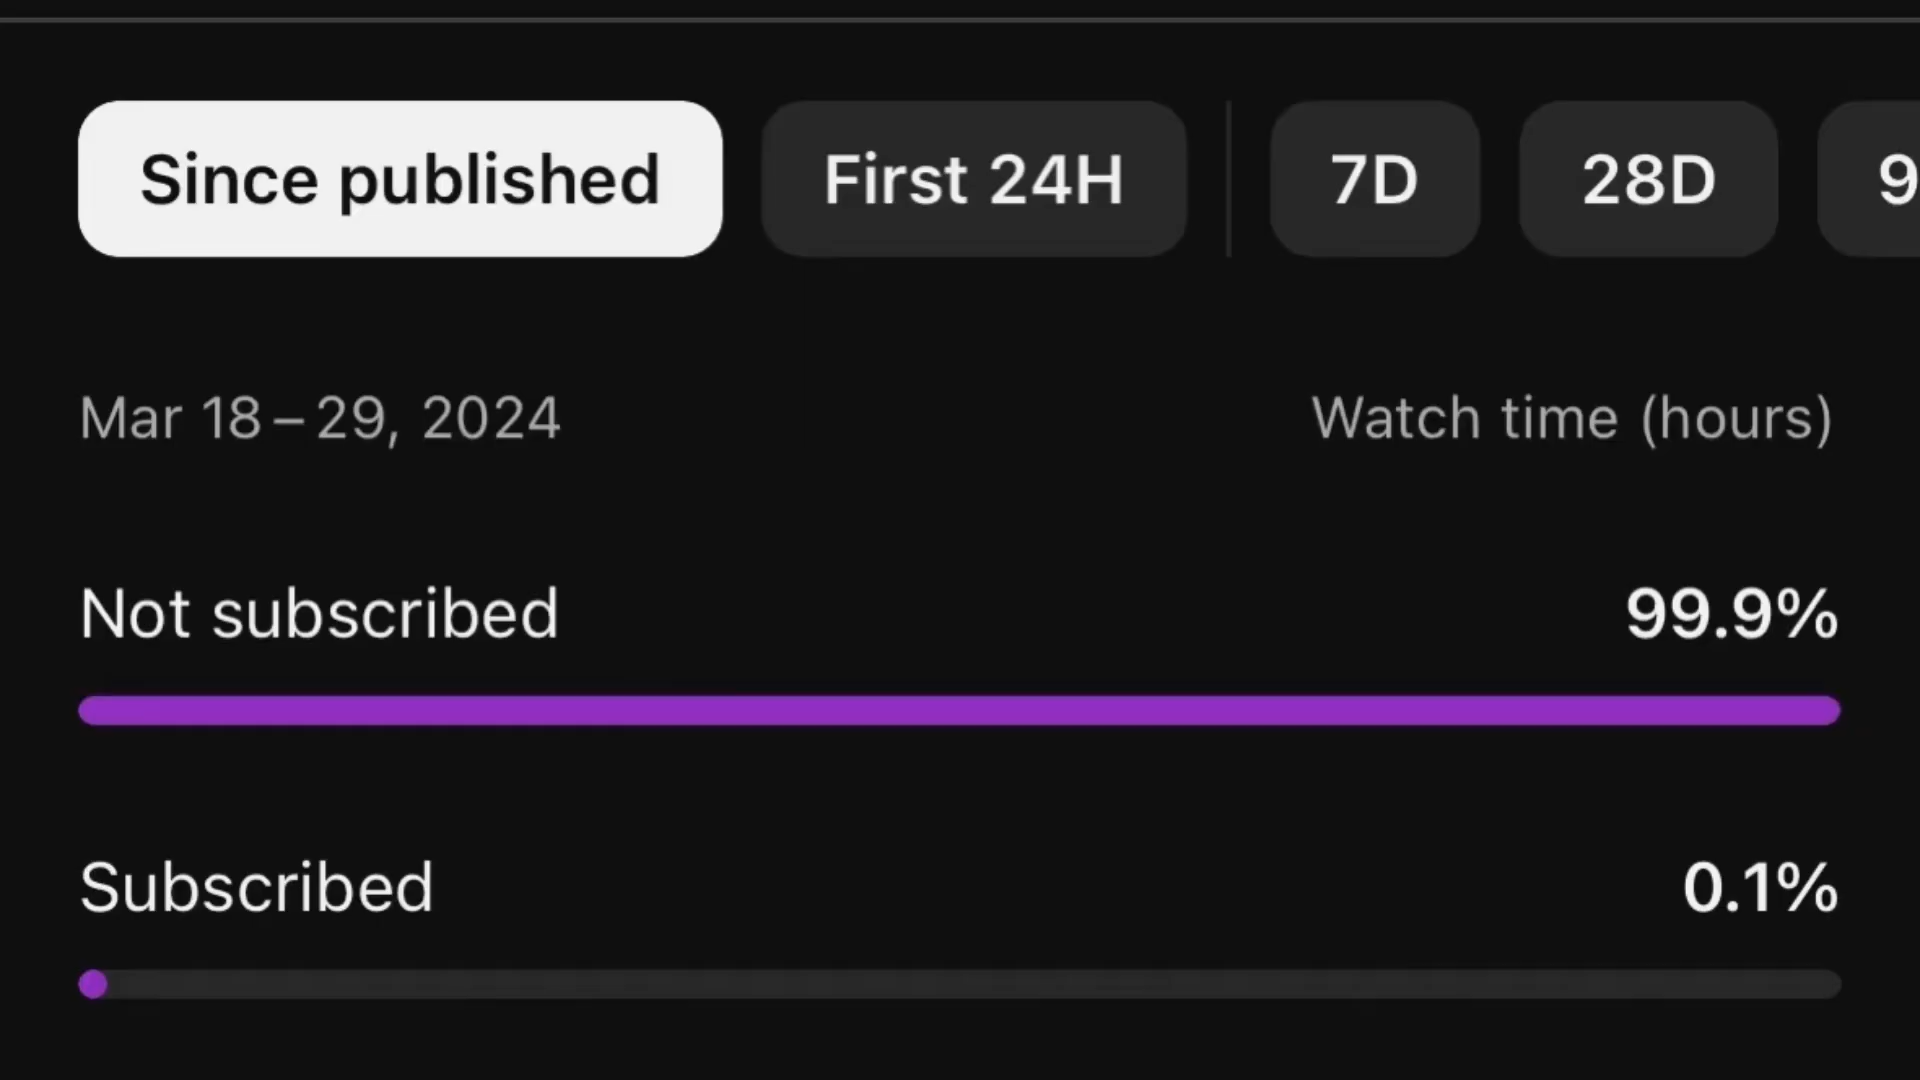 Since published First 24H 7D 28D 9
Mar 18 – 29, 2024 Watch time (hours)
Not subscribed 99.9%
Subscribed 0.1%